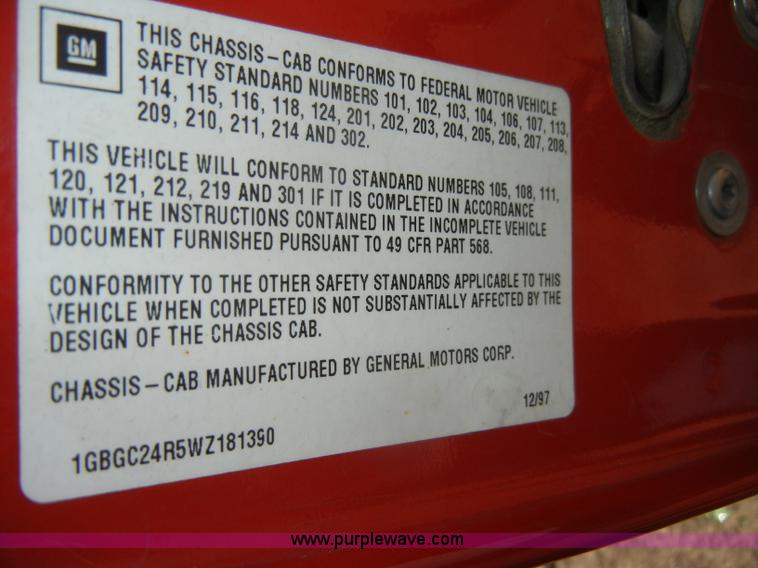 GM
THIS CHASSIS-CAB CONFORMS TO FEDERAL MOTOR VEHICLE
SAFETY STANDARD NUMBERS 101, 102, 103, 104, 106, 107, 113,
114, 115, 116, 118, 124, 201, 202, 203, 204, 205, 206, 207, 208,
209, 210, 211, 214 AND 302.
THIS VEHICLE WILL CONFORM TO STANDARD NUMBERS 105, 108, 111,
120, 121, 212, 219 AND 301 IF IT IS COMPLETED IN ACCORDANCE
WITH THE INSTRUCTIONS CONTAINED IN THE INCOMPLETE VEHICLE
DOCUMENT FURNISHED PURSUANT TO 49 CFR PART 568.
CONFORMITY TO THE OTHER SAFETY STANDARDS APPLICABLE TO THIS
VEHICLE WHEN COMPLETED IS NOT SUBSTANTIALLY AFFECTED BY THE
DESIGN OF THE CHASSIS CAB.
CHASSIS-CAB MANUFACTURED BY GENERAL MOTORS CORP.
12/97
1GBGC24R5WZ181390
www.purplewave.com